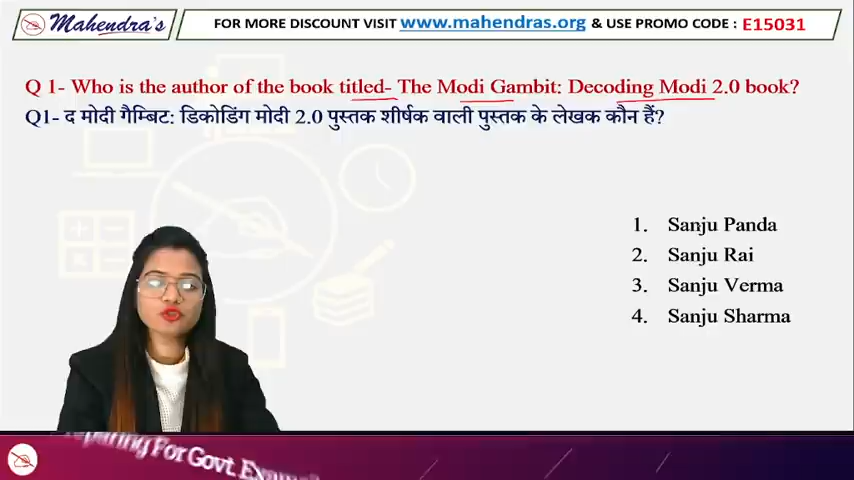 Mahendra's
FOR MORE DISCOUNT VISIT www.mahendras.org & USE PROMO CODE : E15031
Q 1- Who is the author of the book titled- The Modi Gambit: Decoding Modi 2.0 book?
Q1- द मोदी गैम्बिट: डिकोडिंग मोदी 2.0 पुस्तक शीर्षक वाली पुस्तक के लेखक कौन हैं?
1. Sanju Panda
2. Sanju Rai
3. Sanju Verma
4. Sanju Sharma
For Govt.